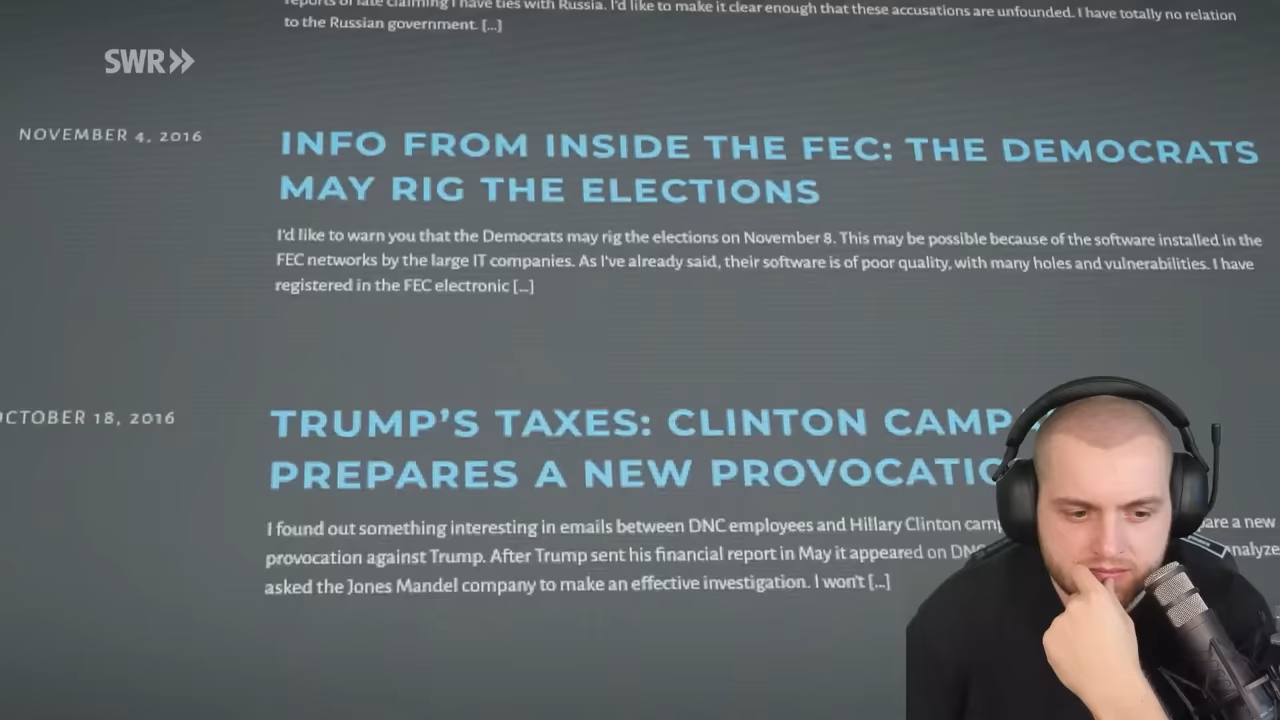 reports of late claiming I have ties with Russia. I'd like to make it clear enough that these accusations are unfounded. I have totally no relation
to the Russian government. [...]
SWR
NOVEMBER 4, 2016
INFO FROM INSIDE THE FEC: THE DEMOCRATS
MAY RIG THE ELECTIONS
I'd like to warn you that the Democrats may rig the elections on November 8. This may be possible because of the software installed in the
FEC networks by the large IT companies. As I've already said, their software is of poor quality, with many holes and vulnerabilities. I have
registered in the FEC electronic [...]
OCTOBER 18, 2016
TRUMP'S TAXES: CLINTON CAMP
PREPARES A NEW PROVOCATIO
I found out something interesting in emails between DNC employees and Hillary Clinton cam pare a new
provocation against Trump. After Trump sent his financial report in May it appeared on DNC analyze
asked the Jones Mandel company to make an effective investigation. I won't [...]